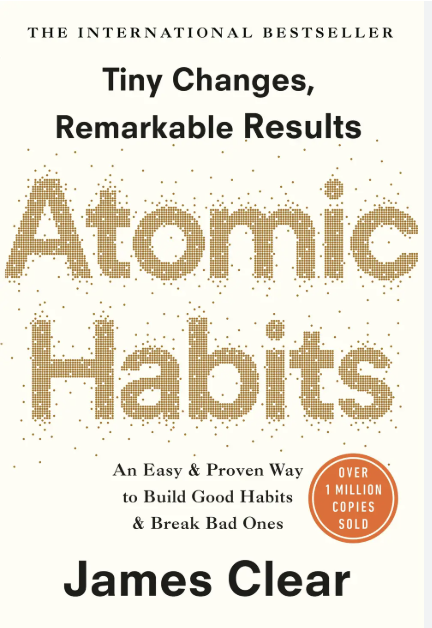 THE INTERNATIONAL BESTSELLER
Tiny Changes,
Remarkable Results
Atomic
Habits
An Easy & Proven Way
to Build Good Habits
& Break Bad Ones
OVER
1 MILLION
COPIES
SOLD
James Clear